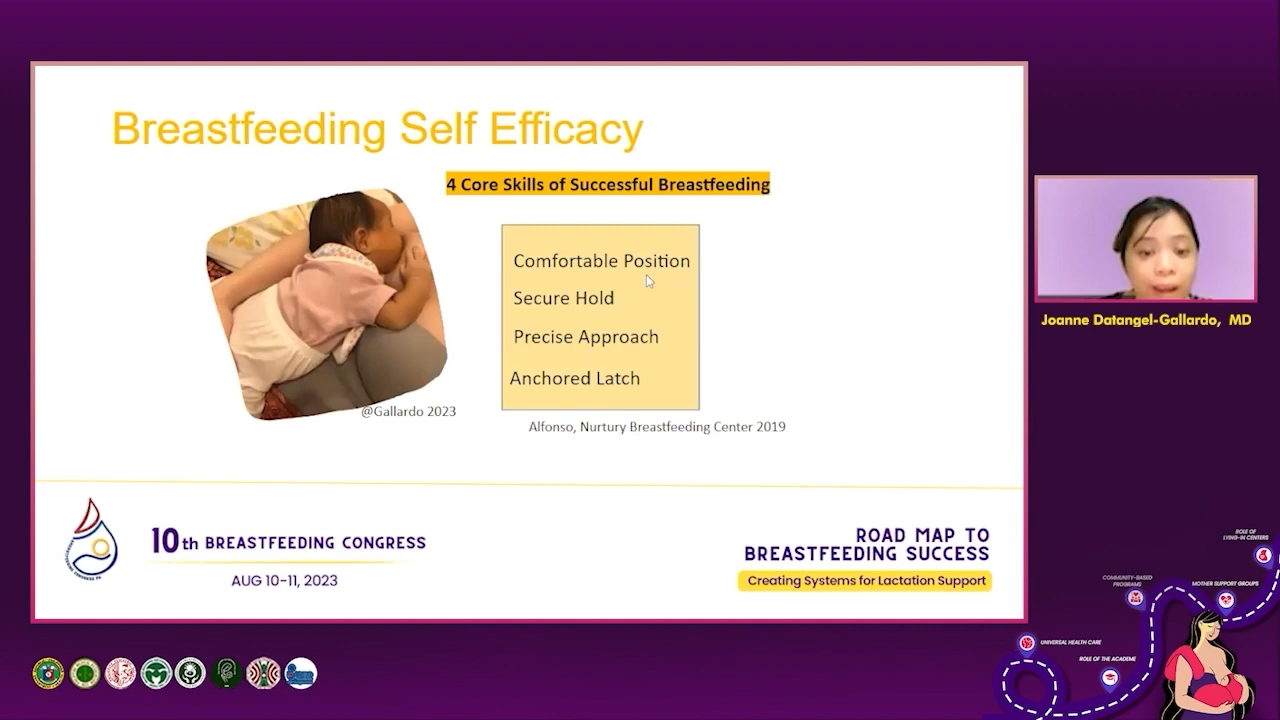 Breastfeeding Self Efficacy
4 Core Skills of Successful Breastfeeding
Comfortable Position
Secure Hold
Precise Approach
Anchored Latch
@Gallardo 2023
Alfonso, Nurtury Breastfeeding Center 2019
Joanne Datangel-Gallardo, MD
10th BREASTFEEDING CONGRESS
AUG 10-11, 2023
ROAD MAP TO
BREASTFEEDING SUCCESS
Creating Systems for Lactation Support
ROLE OF
LYING-IN CENTERS
COMMUNITY-BASED
PROGRAMS
MOTHER SUPPORT GROUPS
UNIVERSAL HEALTH CARE
ROLE OF THE ACADEME